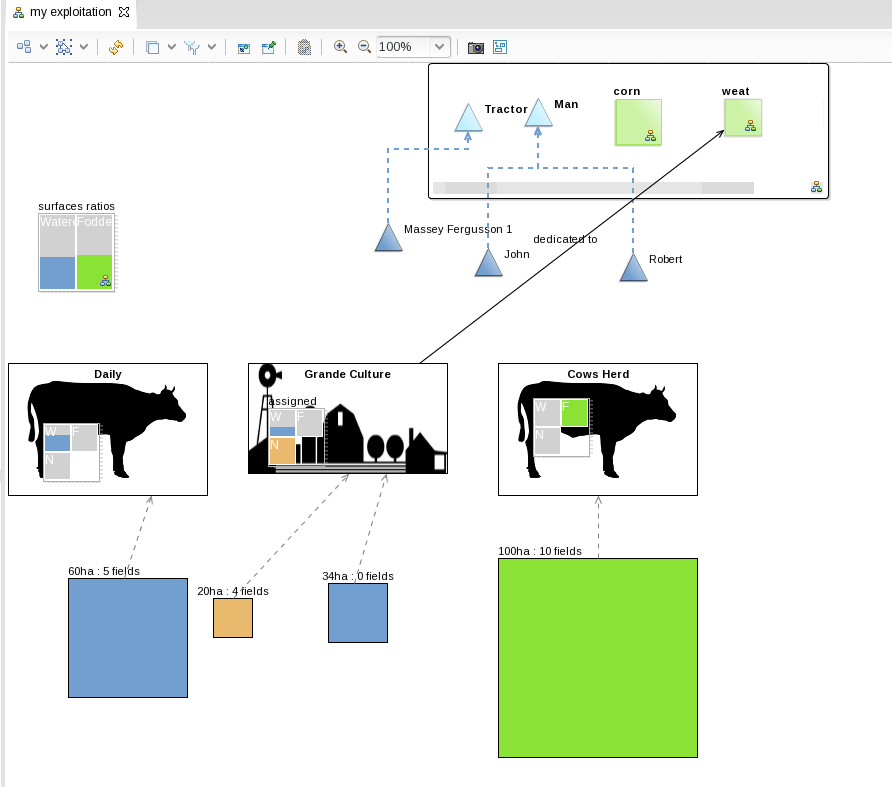 my exploitation
100%
corn
weat
Tractor
Man
surfaces ratios
Fodde
Massey Fergusson 1
dedicated to
John
Robert
Daily
Grande Culture
Cows Herd
assigned
W
F
W
F
W
F
N
N
N
60ha : 5 fields
20ha : 4 fields
34ha : 0 fields
100ha : 10 fields